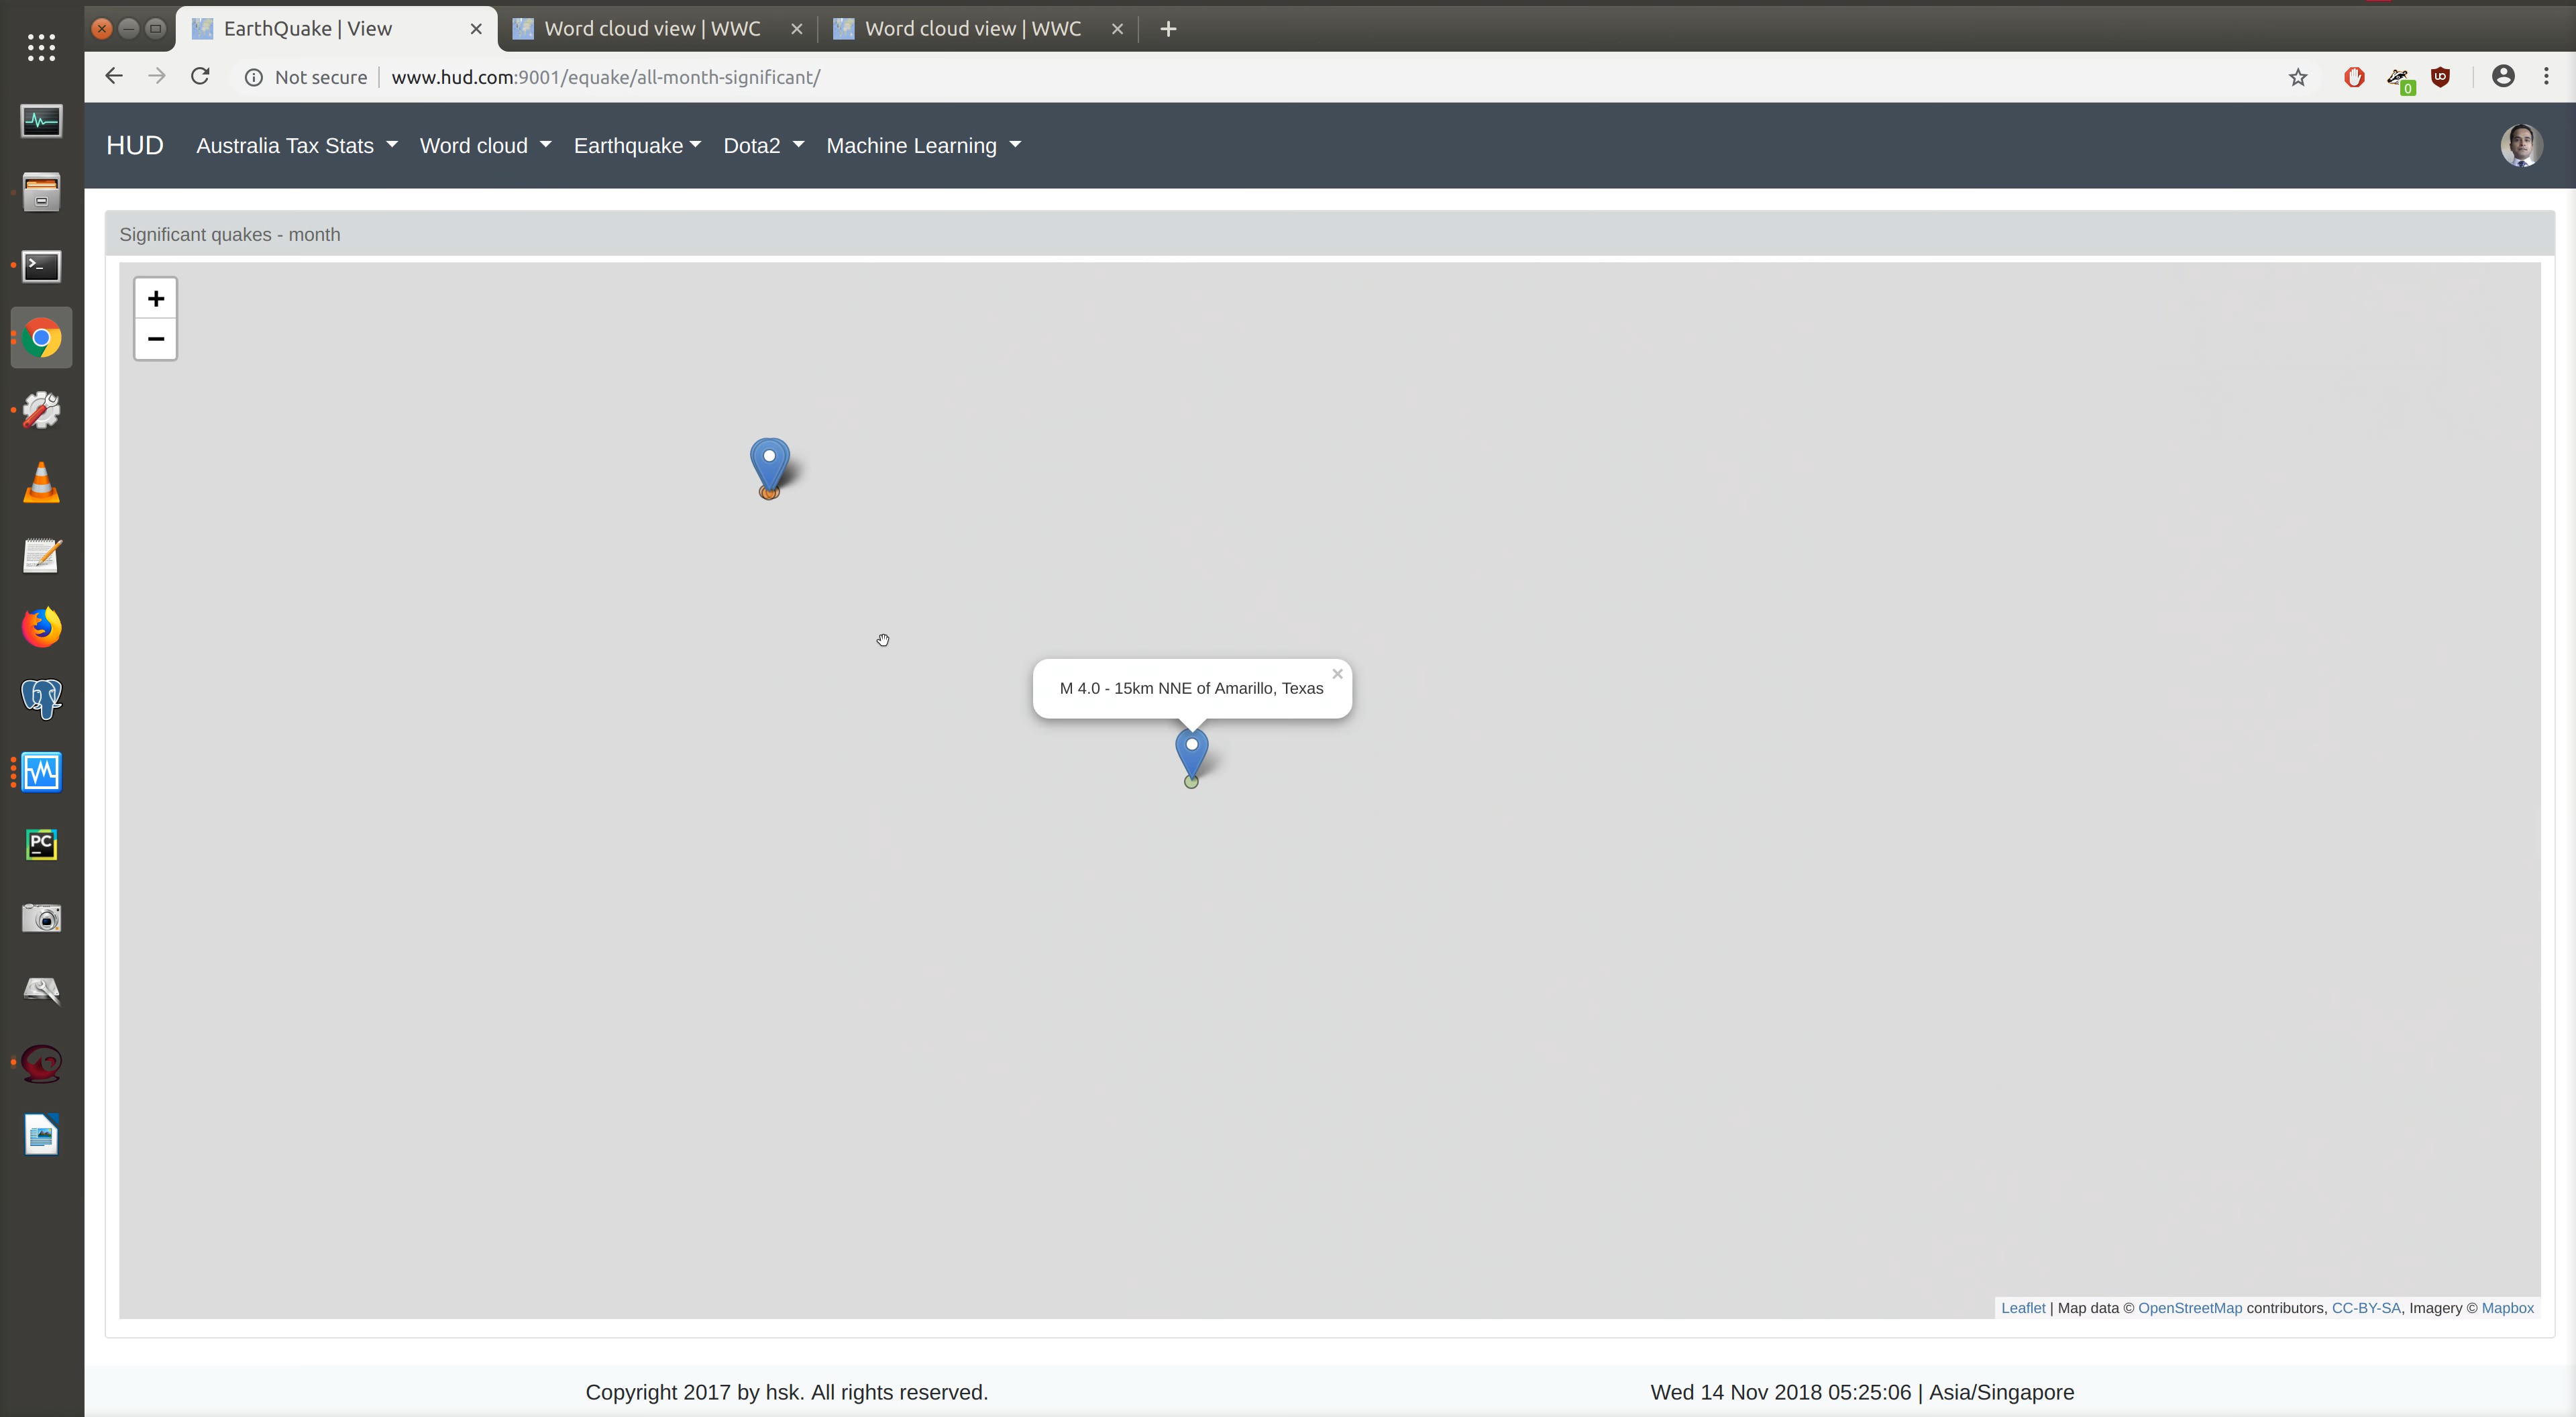 EarthQuake | View
Word cloud view | WWC
Word cloud view | WWC
Not secure
www.hud.com:9001/equake/all-month-significant/
0
HUD
Australia Tax Stats
Word cloud
Earthquake
Dota2
Machine Learning
Significant quakes - month
+
−
M 4.0 - 15km NNE of Amarillo, Texas
PC
Leaflet | Map data © OpenStreetMap contributors, CC-BY-SA, Imagery © Mapbox
Copyright 2017 by hsk. All rights reserved.
Wed 14 Nov 2018 05:25:06 | Asia/Singapore